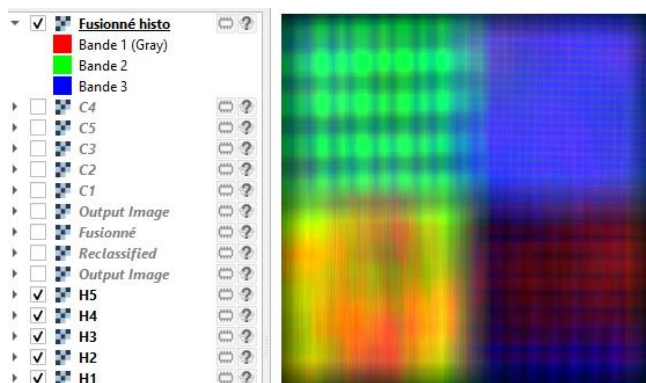 Fusionné histo
Bande 1 (Gray)
Bande 2
Bande 3
C4
C5
C3
C2
C1
Output Image
Fusionné
Reclassified
Output Image
H5
H4
H3
H2
H1